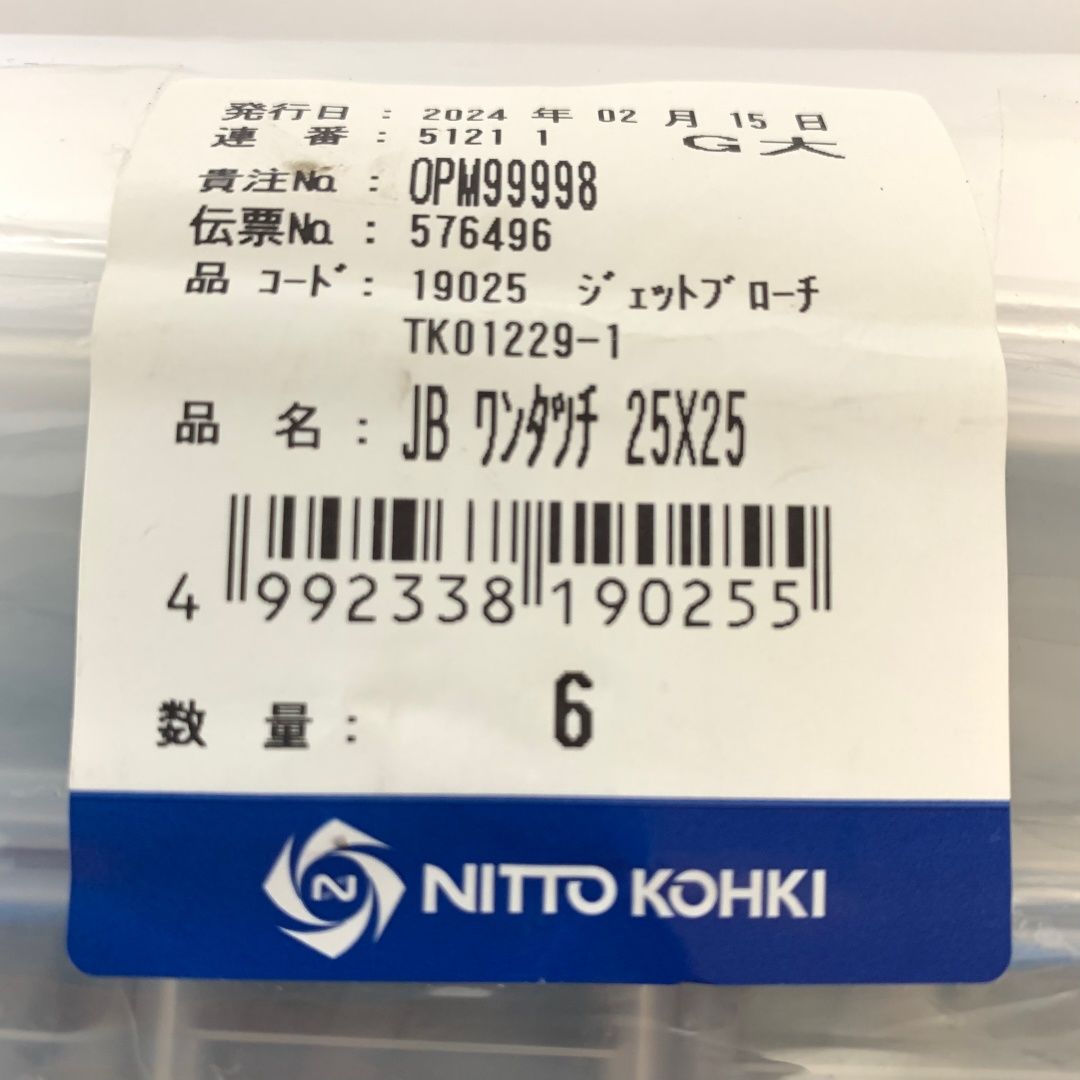 発行日 : 2024 年 02 月 15 日
連 番 : 5121 1 G大
貴注No. : OPM99998
伝票No. : 576496
品 ｺｰﾄﾞ : 19025 ｼﾞｪｯﾄﾌﾞﾛｰﾁ
TK01229-1
品 名 : JB ﾜﾝﾀｯﾁ 25X25
4 992338 190255
数 量 : 6
N NITTO KOHKI